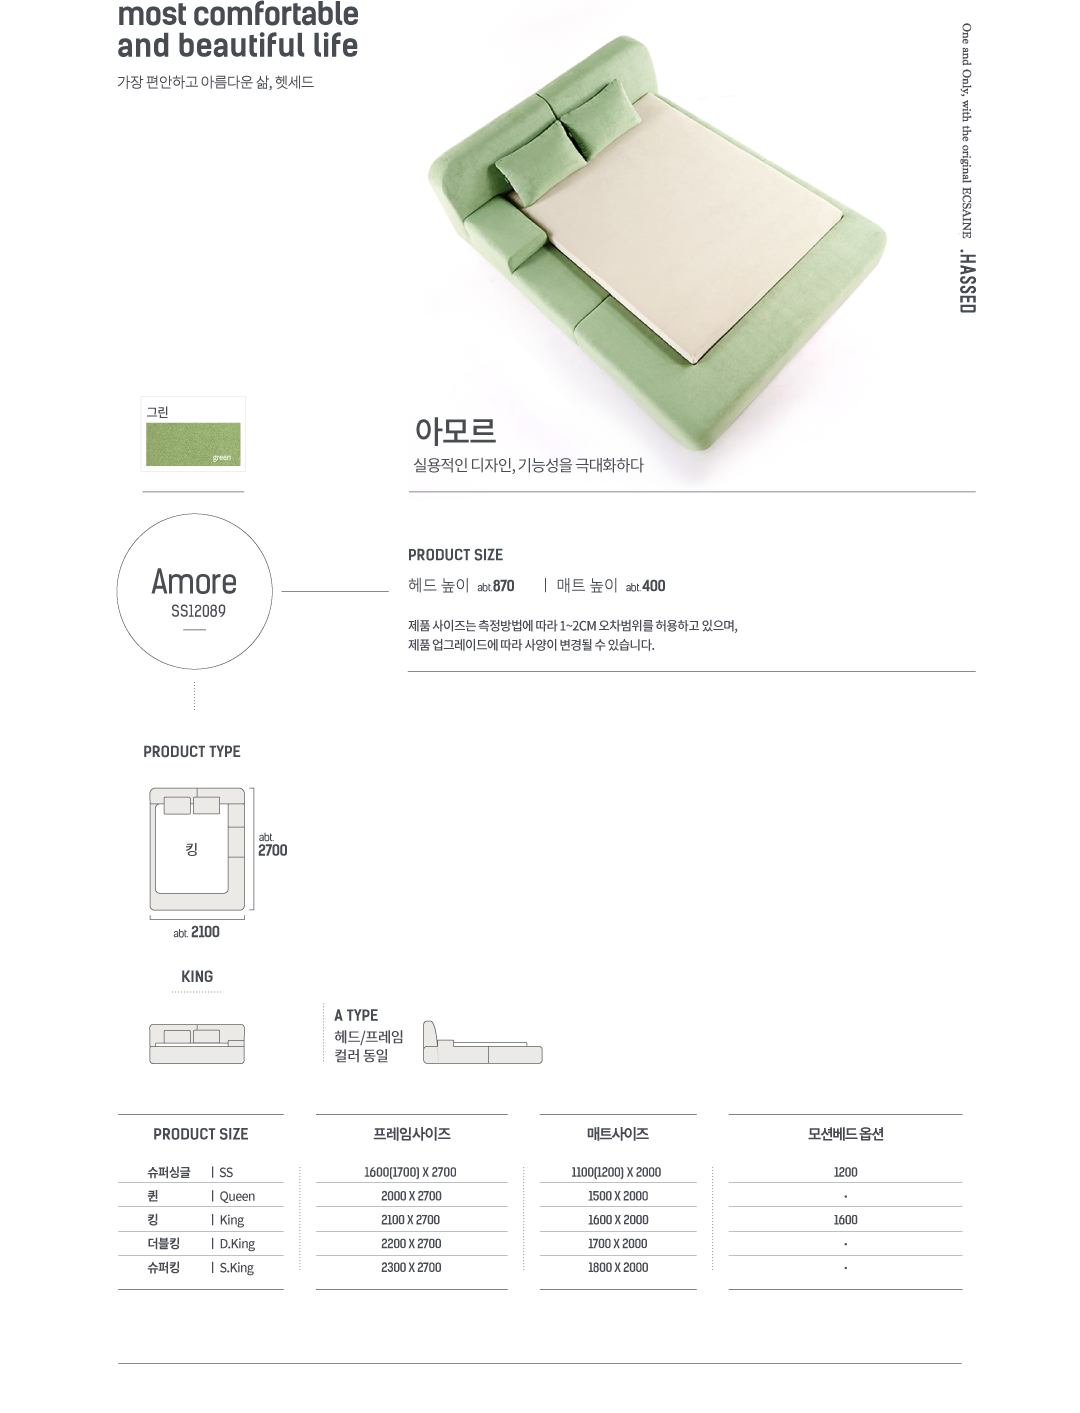 most comfortable
and beautiful life
가장 편안하고 아름다운 삶, 헷세드
One and Only, with the original ECSAINE .HASSED
그린
green
아모르
실용적인 디자인, 기능성을 극대화하다
Amore
SS12089
PRODUCT SIZE
헤드 높이 abt.870 | 매트 높이 abt.400
제품 사이즈는 측정방법에 따라 1~2CM 오차범위를 허용하고 있으며,
제품 업그레이드에 따라 사양이 변경될 수 있습니다.
PRODUCT TYPE
킹
abt.
2700
abt. 2100
KING
A TYPE
헤드/프레임
컬러 동일
PRODUCT SIZE 프레임사이즈 매트사이즈 모션베드 옵션
슈퍼싱글 | SS 1600(1700) X 2700 1100(1200) X 2000 1200
퀸 | Queen 2000 X 2700 1500 X 2000 -
킹 | King 2100 X 2700 1600 X 2000 1600
더블킹 | D.King 2200 X 2700 1700 X 2000 -
슈퍼킹 | S.King 2300 X 2700 1800 X 2000 -